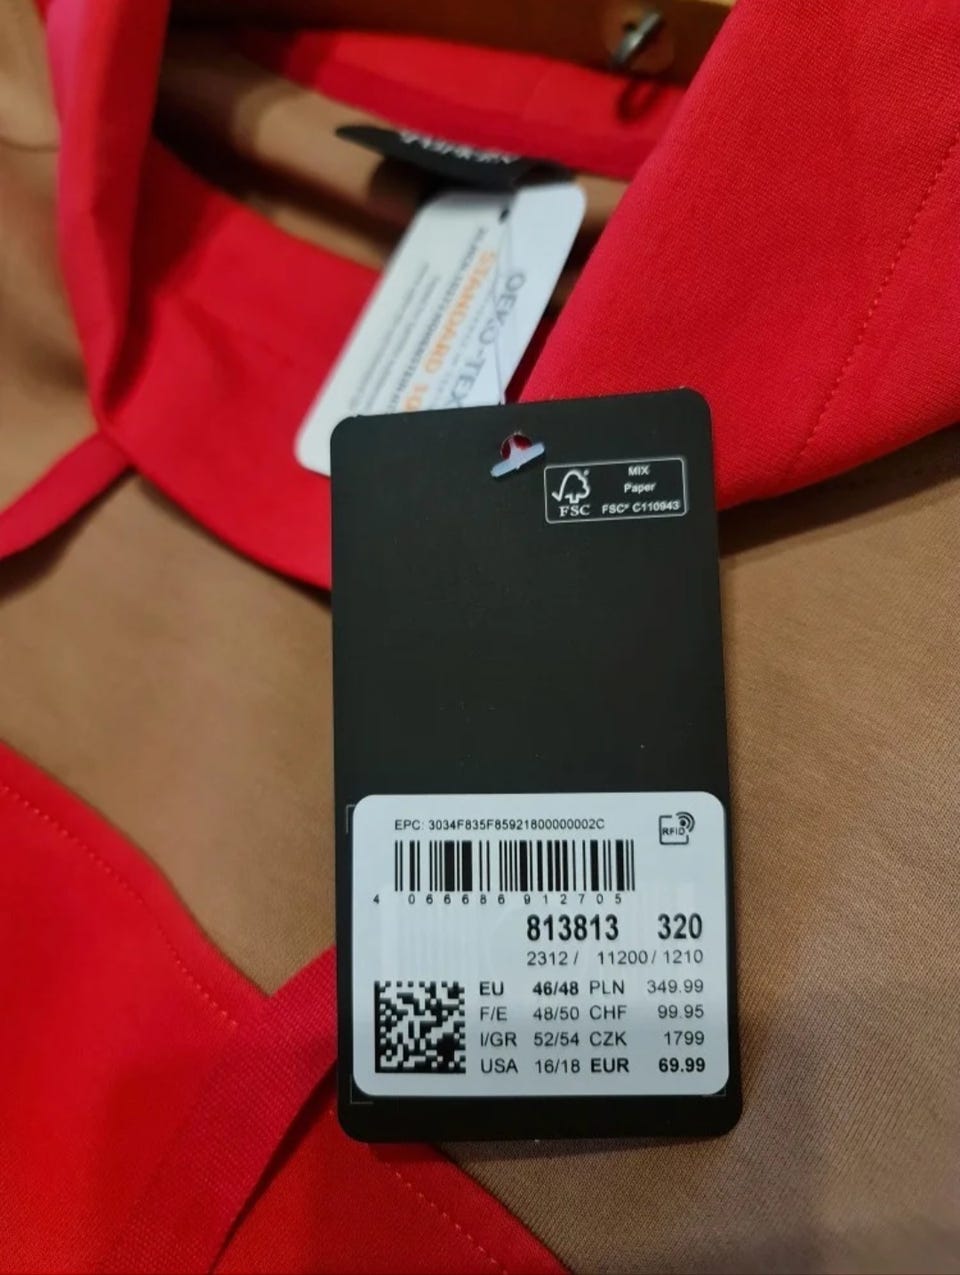 OEKO-TEX
STANDARD 10
MIX
Paper
FSC
FSC® C110943
EPC: 3034F835F85921800000002C
RFID
4 066686 912705
813813 320
2312 / 11200 / 1210
EU 46/48 PLN 349.99
F/E 48/50 CHF 99.95
I/GR 52/54 CZK 1799
USA 16/18 EUR 69.99